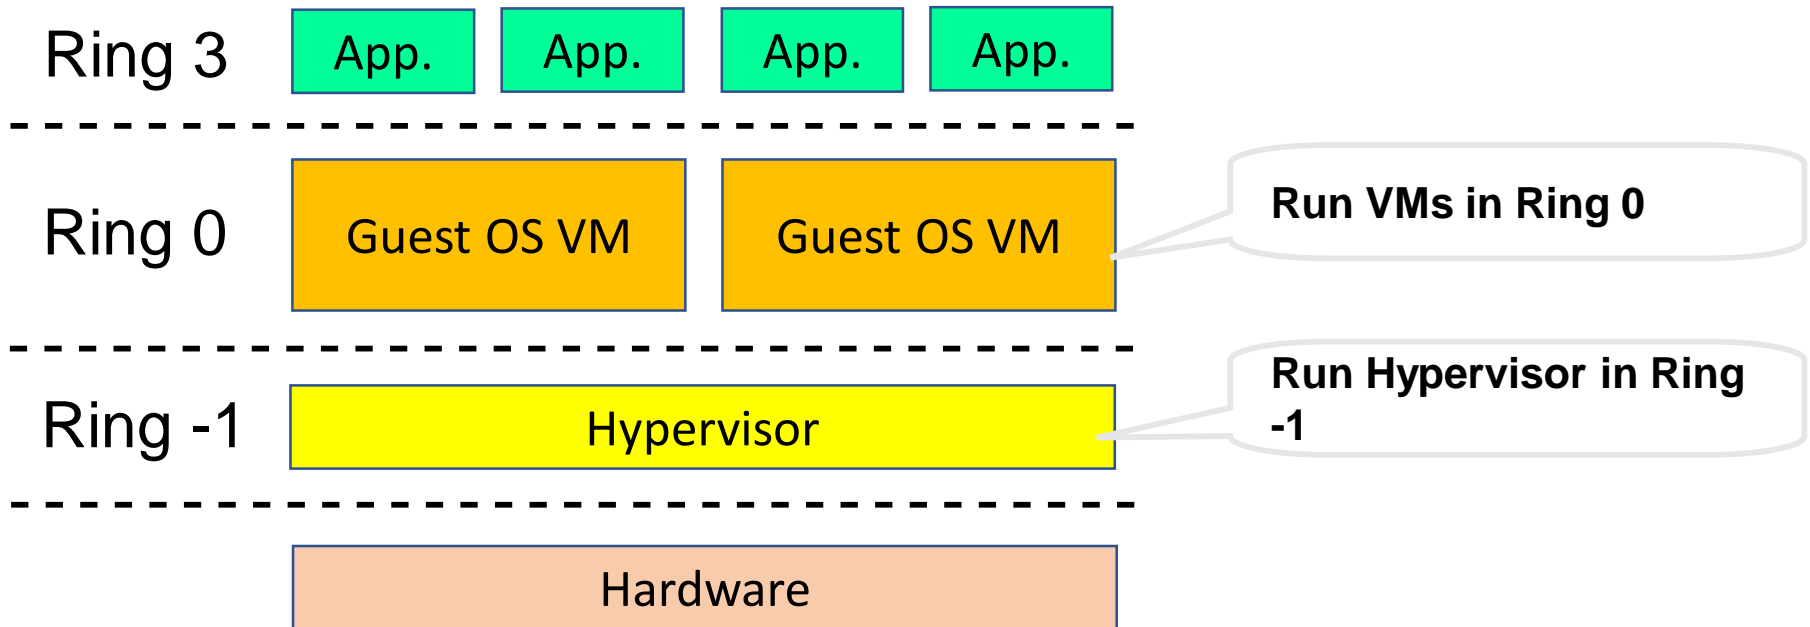 Ring 3
App.
App.
App.
App.
Ring 0
Guest OS VM
Guest OS VM
Run VMs in Ring 0
Ring -1
Hypervisor
Run Hypervisor in Ring
-1
Hardware